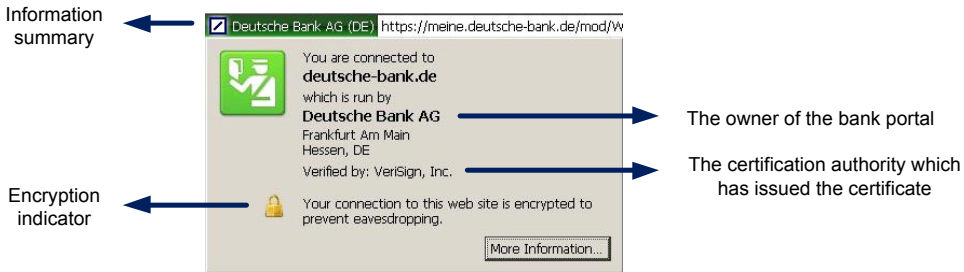 Information
summary
Deutsche Bank AG (DE) https://meine.deutsche-bank.de/mod/W
You are connected to
deutsche-bank.de
which is run by
Deutsche Bank AG
Frankfurt Am Main
Hessen, DE
Verified by: VeriSign, Inc.
The owner of the bank portal
The certification authority which
has issued the certificate
Encryption
indicator
Your connection to this web site is encrypted to
prevent eavesdropping.
More Information...